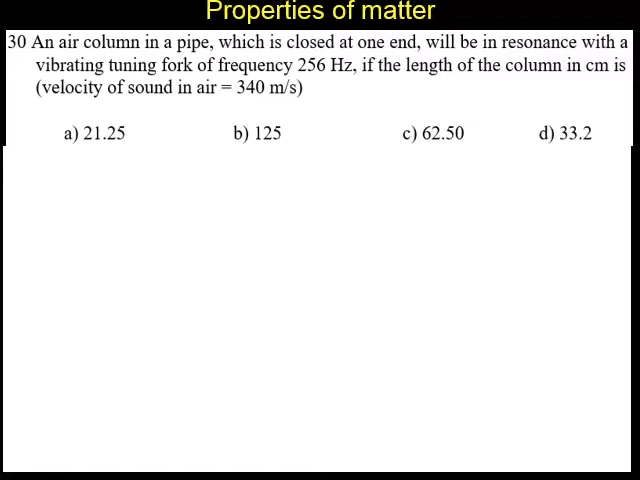 Properties of matter
30 An air column in a pipe, which is closed at one end, will be in resonance with a
vibrating tuning fork of frequency 256 Hz, if the length of the column in cm is
(velocity of sound in air = 340 m/s)
a) 21.25 b) 125 c) 62.50 d) 33.2